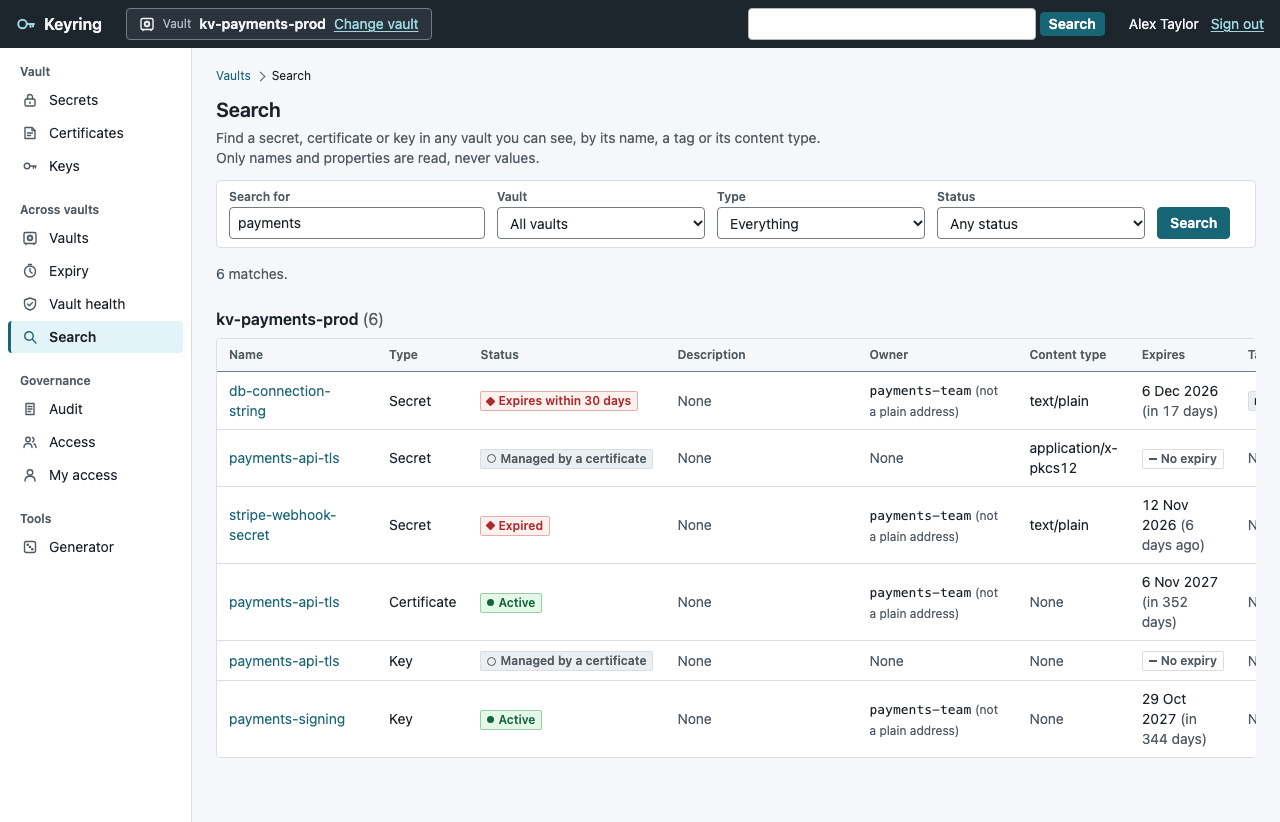 Keyring
Vault kv-payments-prod Change vault
Search
Alex Taylor Sign out
Vault
Secrets
Certificates
Keys
Across vaults
Vaults
Expiry
Vault health
Search
Governance
Audit
Access
My access
Tools
Generator
Vaults Search
Search
Find a secret, certificate or key in any vault you can see, by its name, a tag or its content type.
Only names and properties are read, never values.
Search for Vault Type Status
payments All vaults Everything Any status Search
6 matches.
kv-payments-prod (6)
Name Type Status Description Owner Content type Expires
db-connection-string Secret Expires within 30 days None payments-team (not a plain address) text/plain 6 Dec 2026 (in 17 days)
payments-api-tls Secret Managed by a certificate None None application/x-pkcs12 No expiry
stripe-webhook-secret Secret Expired None payments-team (not a plain address) text/plain 12 Nov 2026 (6 days ago)
payments-api-tls Certificate Active None payments-team (not a plain address) None 6 Nov 2027 (in 352 days)
payments-api-tls Key Managed by a certificate None None None No expiry
payments-signing Key Active None payments-team (not a plain address) None 29 Oct 2027 (in 344 days)